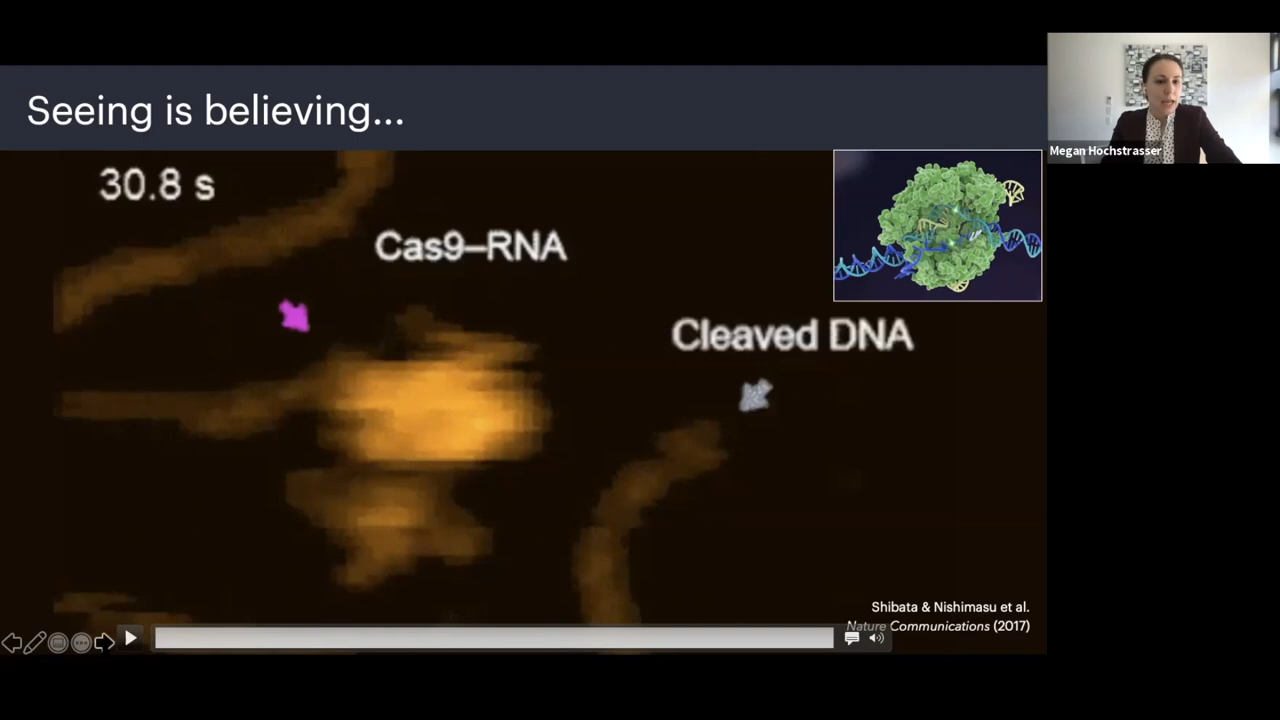 Seeing is believing...
30.8 s
Cas9–RNA
Cleaved DNA
Shibata & Nishimasu et al.
Nature Communications (2017)
Megan Hochstrasser